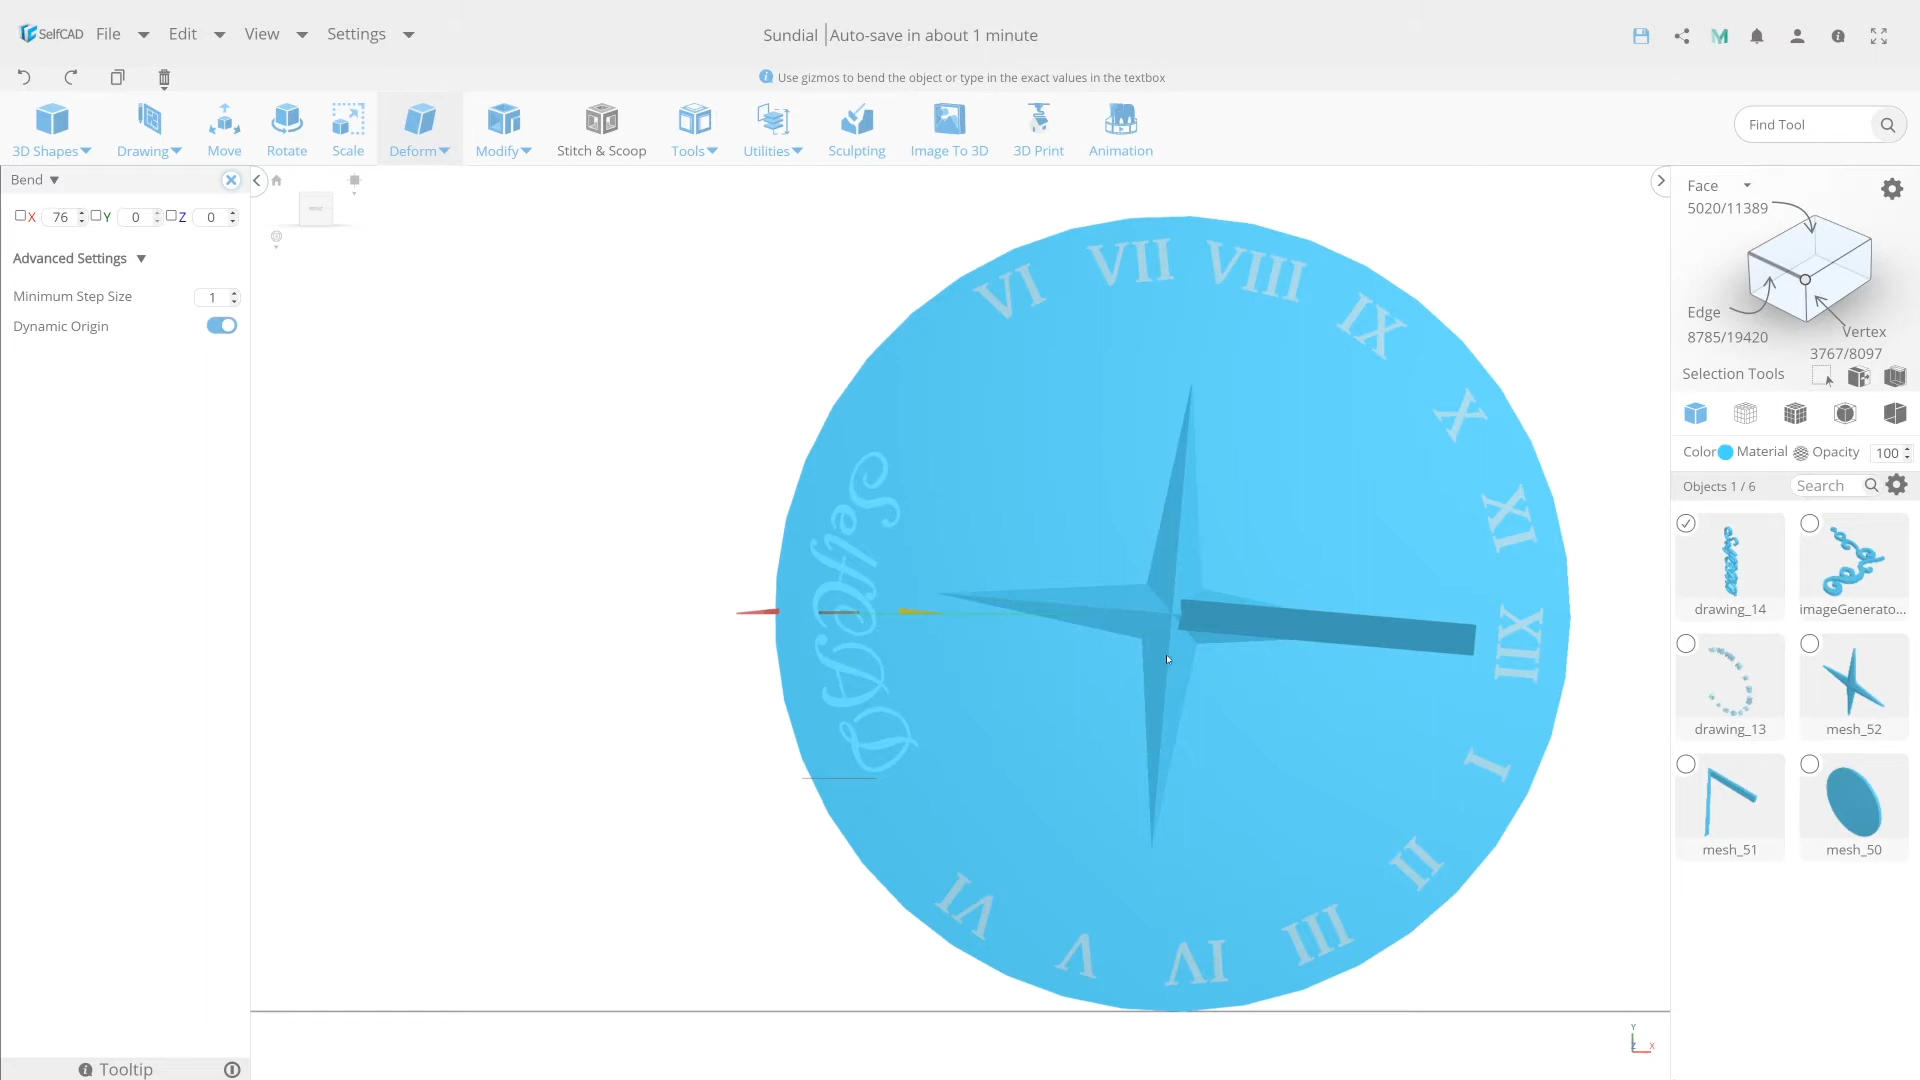 SelfCAD File Edit View Settings
Sundial |Auto-save in about 1 minute
Use gizmos to bend the object or type in the exact values in the textbox
3D Shapes Drawing Move Rotate Scale Deform Modify Stitch & Scoop Tools Utilities Sculpting Image To 3D 3D Print Animation
Find Tool
Bend
X 76 Y 0 Z 0
Advanced Settings
Minimum Step Size 1
Dynamic Origin
Tooltip
VI
VII
VIII
IX
X
XI
XII
I
II
III
IV
V
VI
SelfCAD
Y
Z X
Face
5020/11389
Edge
8785/19420
Vertex
3767/8097
Selection Tools
Color Material Opacity 100
Objects 1 / 6 Search
drawing_14 imageGenerato...
drawing_13 mesh_52
mesh_51 mesh_50